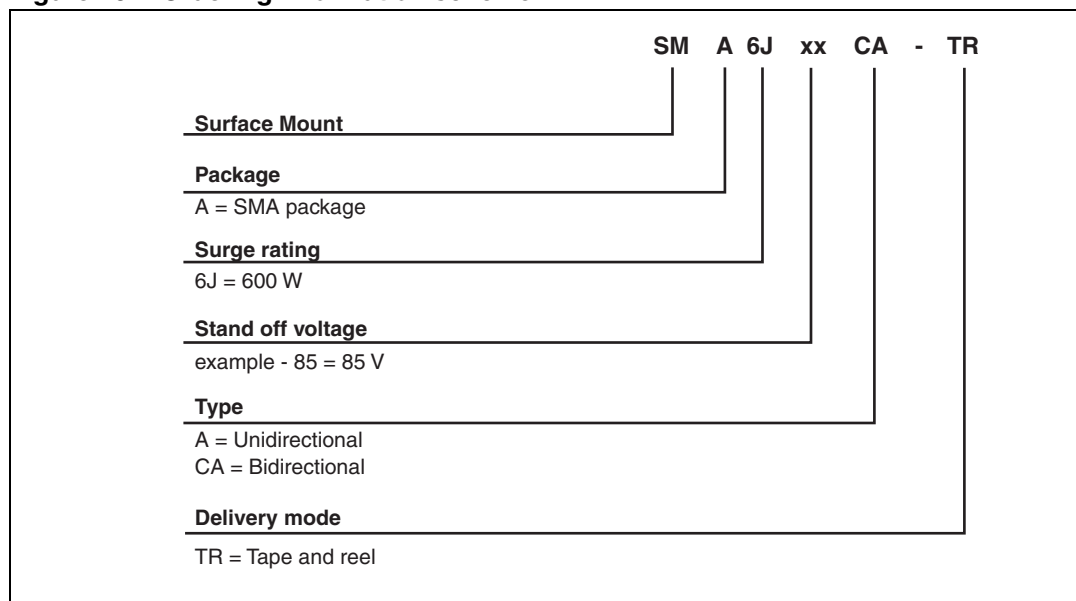 SM A 6J xx CA - TR
Surface Mount
Package
A = SMA package
Surge rating
6J = 600 W
Stand off voltage
example - 85 = 85 V
Type
A = Unidirectional
CA = Bidirectional
Delivery mode
TR = Tape and reel